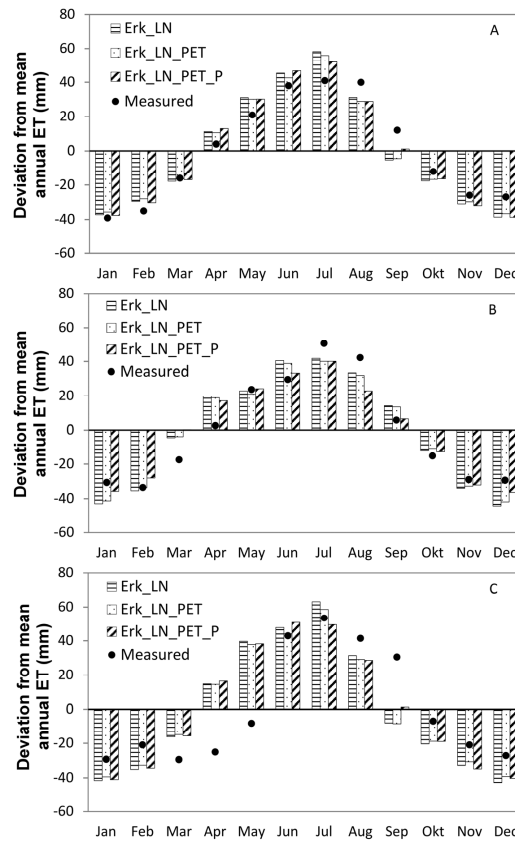 80
A
Erk_LN
60
Erk_LN_PET
Erk_LN_PET_P
40
Measured
20
0
-20
-40
-60
Deviation from mean
annual ET (mm)
Jan Feb Mar Apr May Jun Jul Aug Sep Okt Nov Dec
80
B
Erk_LN
60
Erk_LN_PET
Erk_LN_PET_P
40
Measured
20
0
-20
-40
-60
Deviation from mean
annual ET (mm)
Jan Feb Mar Apr May Jun Jul Aug Sep Okt Nov Dec
80
C
Erk_LN
60
Erk_LN_PET
Erk_LN_PET_P
40
Measured
20
0
-20
-40
-60
Deviation from mean
annual ET (mm)
Jan Feb Mar Apr May Jun Jul Aug Sep Okt Nov Dec